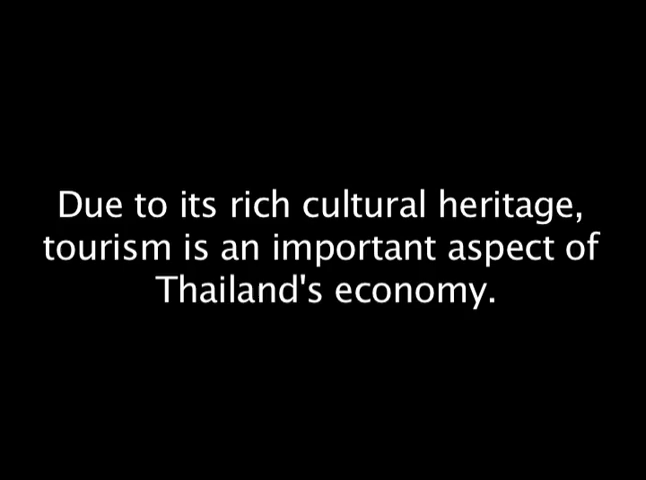 Due to its rich cultural heritage,
tourism is an important aspect of
Thailand's economy.